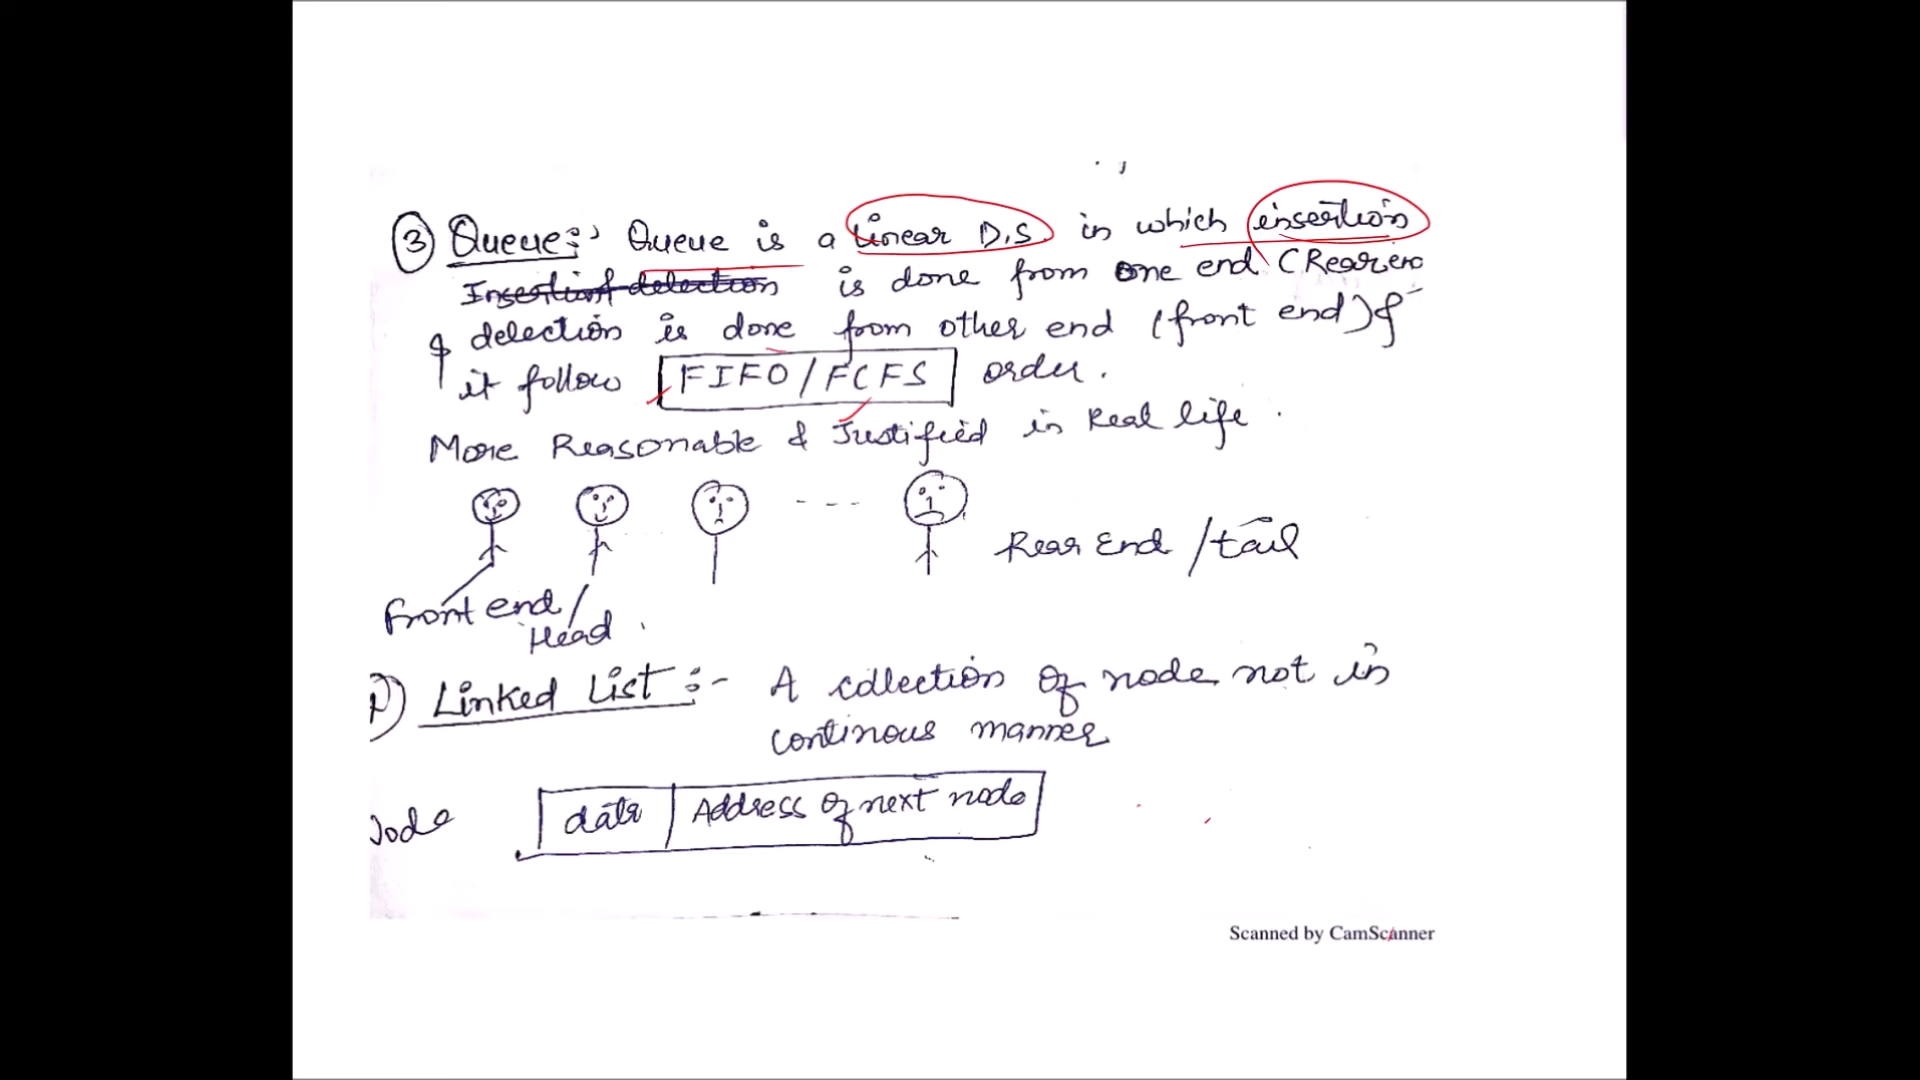 ③ Queue:- Queue is a linear D.S. in which insertion
Insertion & delection is done from one end (Rear end
& delection is done from other end (front end) &
it follow FIFO/FCFS order.
More Reasonable & Justified in Real life.
Rear End /tail
Front end/
Head
Linked List :- A collection of node not in
continous manner
Node data Address of next node
Scanned by CamScanner